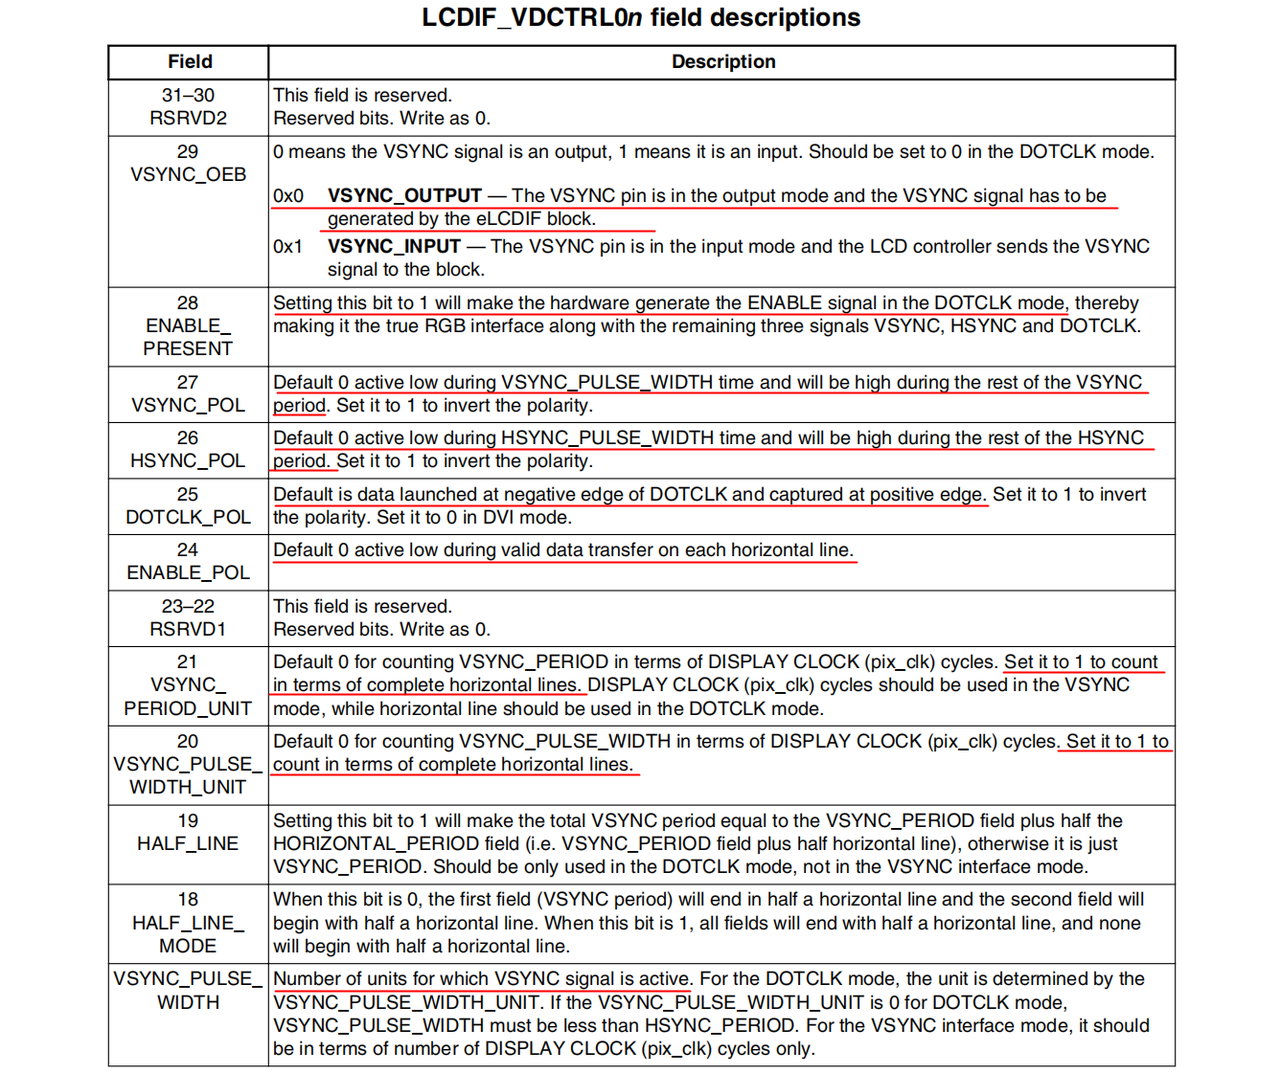 LCDIF_VDCTRL0n field descriptions
Field
Description
31–30
RSRVD2
This field is reserved.
Reserved bits. Write as 0.
29
VSYNC_OEB
0 means the VSYNC signal is an output, 1 means it is an input. Should be set to 0 in the DOTCLK mode.
0x0 VSYNC_OUTPUT — The VSYNC pin is in the output mode and the VSYNC signal has to be
generated by the eLCDIF block.
0x1 VSYNC_INPUT — The VSYNC pin is in the input mode and the LCD controller sends the VSYNC
signal to the block.
28
ENABLE_
PRESENT
Setting this bit to 1 will make the hardware generate the ENABLE signal in the DOTCLK mode, thereby
making it the true RGB interface along with the remaining three signals VSYNC, HSYNC and DOTCLK.
27
VSYNC_POL
Default 0 active low during VSYNC_PULSE_WIDTH time and will be high during the rest of the VSYNC
period. Set it to 1 to invert the polarity.
26
HSYNC_POL
Default 0 active low during HSYNC_PULSE_WIDTH time and will be high during the rest of the HSYNC
period. Set it to 1 to invert the polarity.
25
DOTCLK_POL
Default is data launched at negative edge of DOTCLK and captured at positive edge. Set it to 1 to invert
the polarity. Set it to 0 in DVI mode.
24
ENABLE_POL
Default 0 active low during valid data transfer on each horizontal line.
23–22
RSRVD1
This field is reserved.
Reserved bits. Write as 0.
21
VSYNC_
PERIOD_UNIT
Default 0 for counting VSYNC_PERIOD in terms of DISPLAY CLOCK (pix_clk) cycles. Set it to 1 to count
in terms of complete horizontal lines. DISPLAY CLOCK (pix_clk) cycles should be used in the VSYNC
mode, while horizontal line should be used in the DOTCLK mode.
20
VSYNC_PULSE_
WIDTH_UNIT
Default 0 for counting VSYNC_PULSE_WIDTH in terms of DISPLAY CLOCK (pix_clk) cycles. Set it to 1 to
count in terms of complete horizontal lines.
19
HALF_LINE
Setting this bit to 1 will make the total VSYNC period equal to the VSYNC_PERIOD field plus half the
HORIZONTAL_PERIOD field (i.e. VSYNC_PERIOD field plus half horizontal line), otherwise it is just
VSYNC_PERIOD. Should be only used in the DOTCLK mode, not in the VSYNC interface mode.
18
HALF_LINE_
MODE
When this bit is 0, the first field (VSYNC period) will end in half a horizontal line and the second field will
begin with half a horizontal line. When this bit is 1, all fields will end with half a horizontal line, and none
will begin with half a horizontal line.
VSYNC_PULSE_
WIDTH
Number of units for which VSYNC signal is active. For the DOTCLK mode, the unit is determined by the
VSYNC_PULSE_WIDTH_UNIT. If the VSYNC_PULSE_WIDTH_UNIT is 0 for DOTCLK mode,
VSYNC_PULSE_WIDTH must be less than HSYNC_PERIOD. For the VSYNC interface mode, it should
be in terms of number of DISPLAY CLOCK (pix_clk) cycles only.